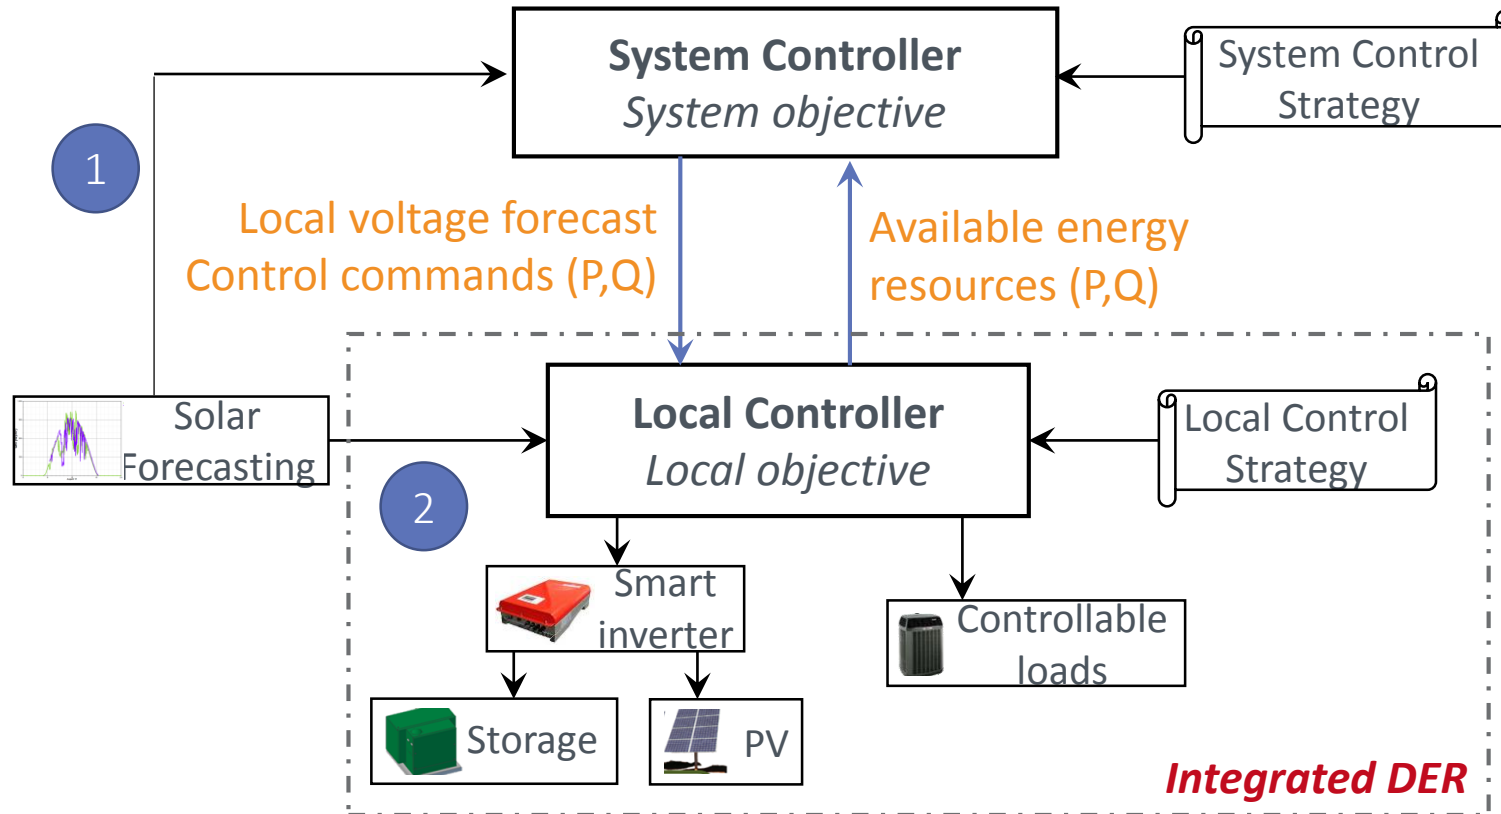 System Controller
System objective
System Control
Strategy
1
Local voltage forecast
Control commands (P,Q)
Available energy
resources (P,Q)
Solar
Forecasting
Local Controller
Local objective
Local Control
Strategy
2
Smart
inverter
Controllable
loads
Storage
PV
Integrated DER